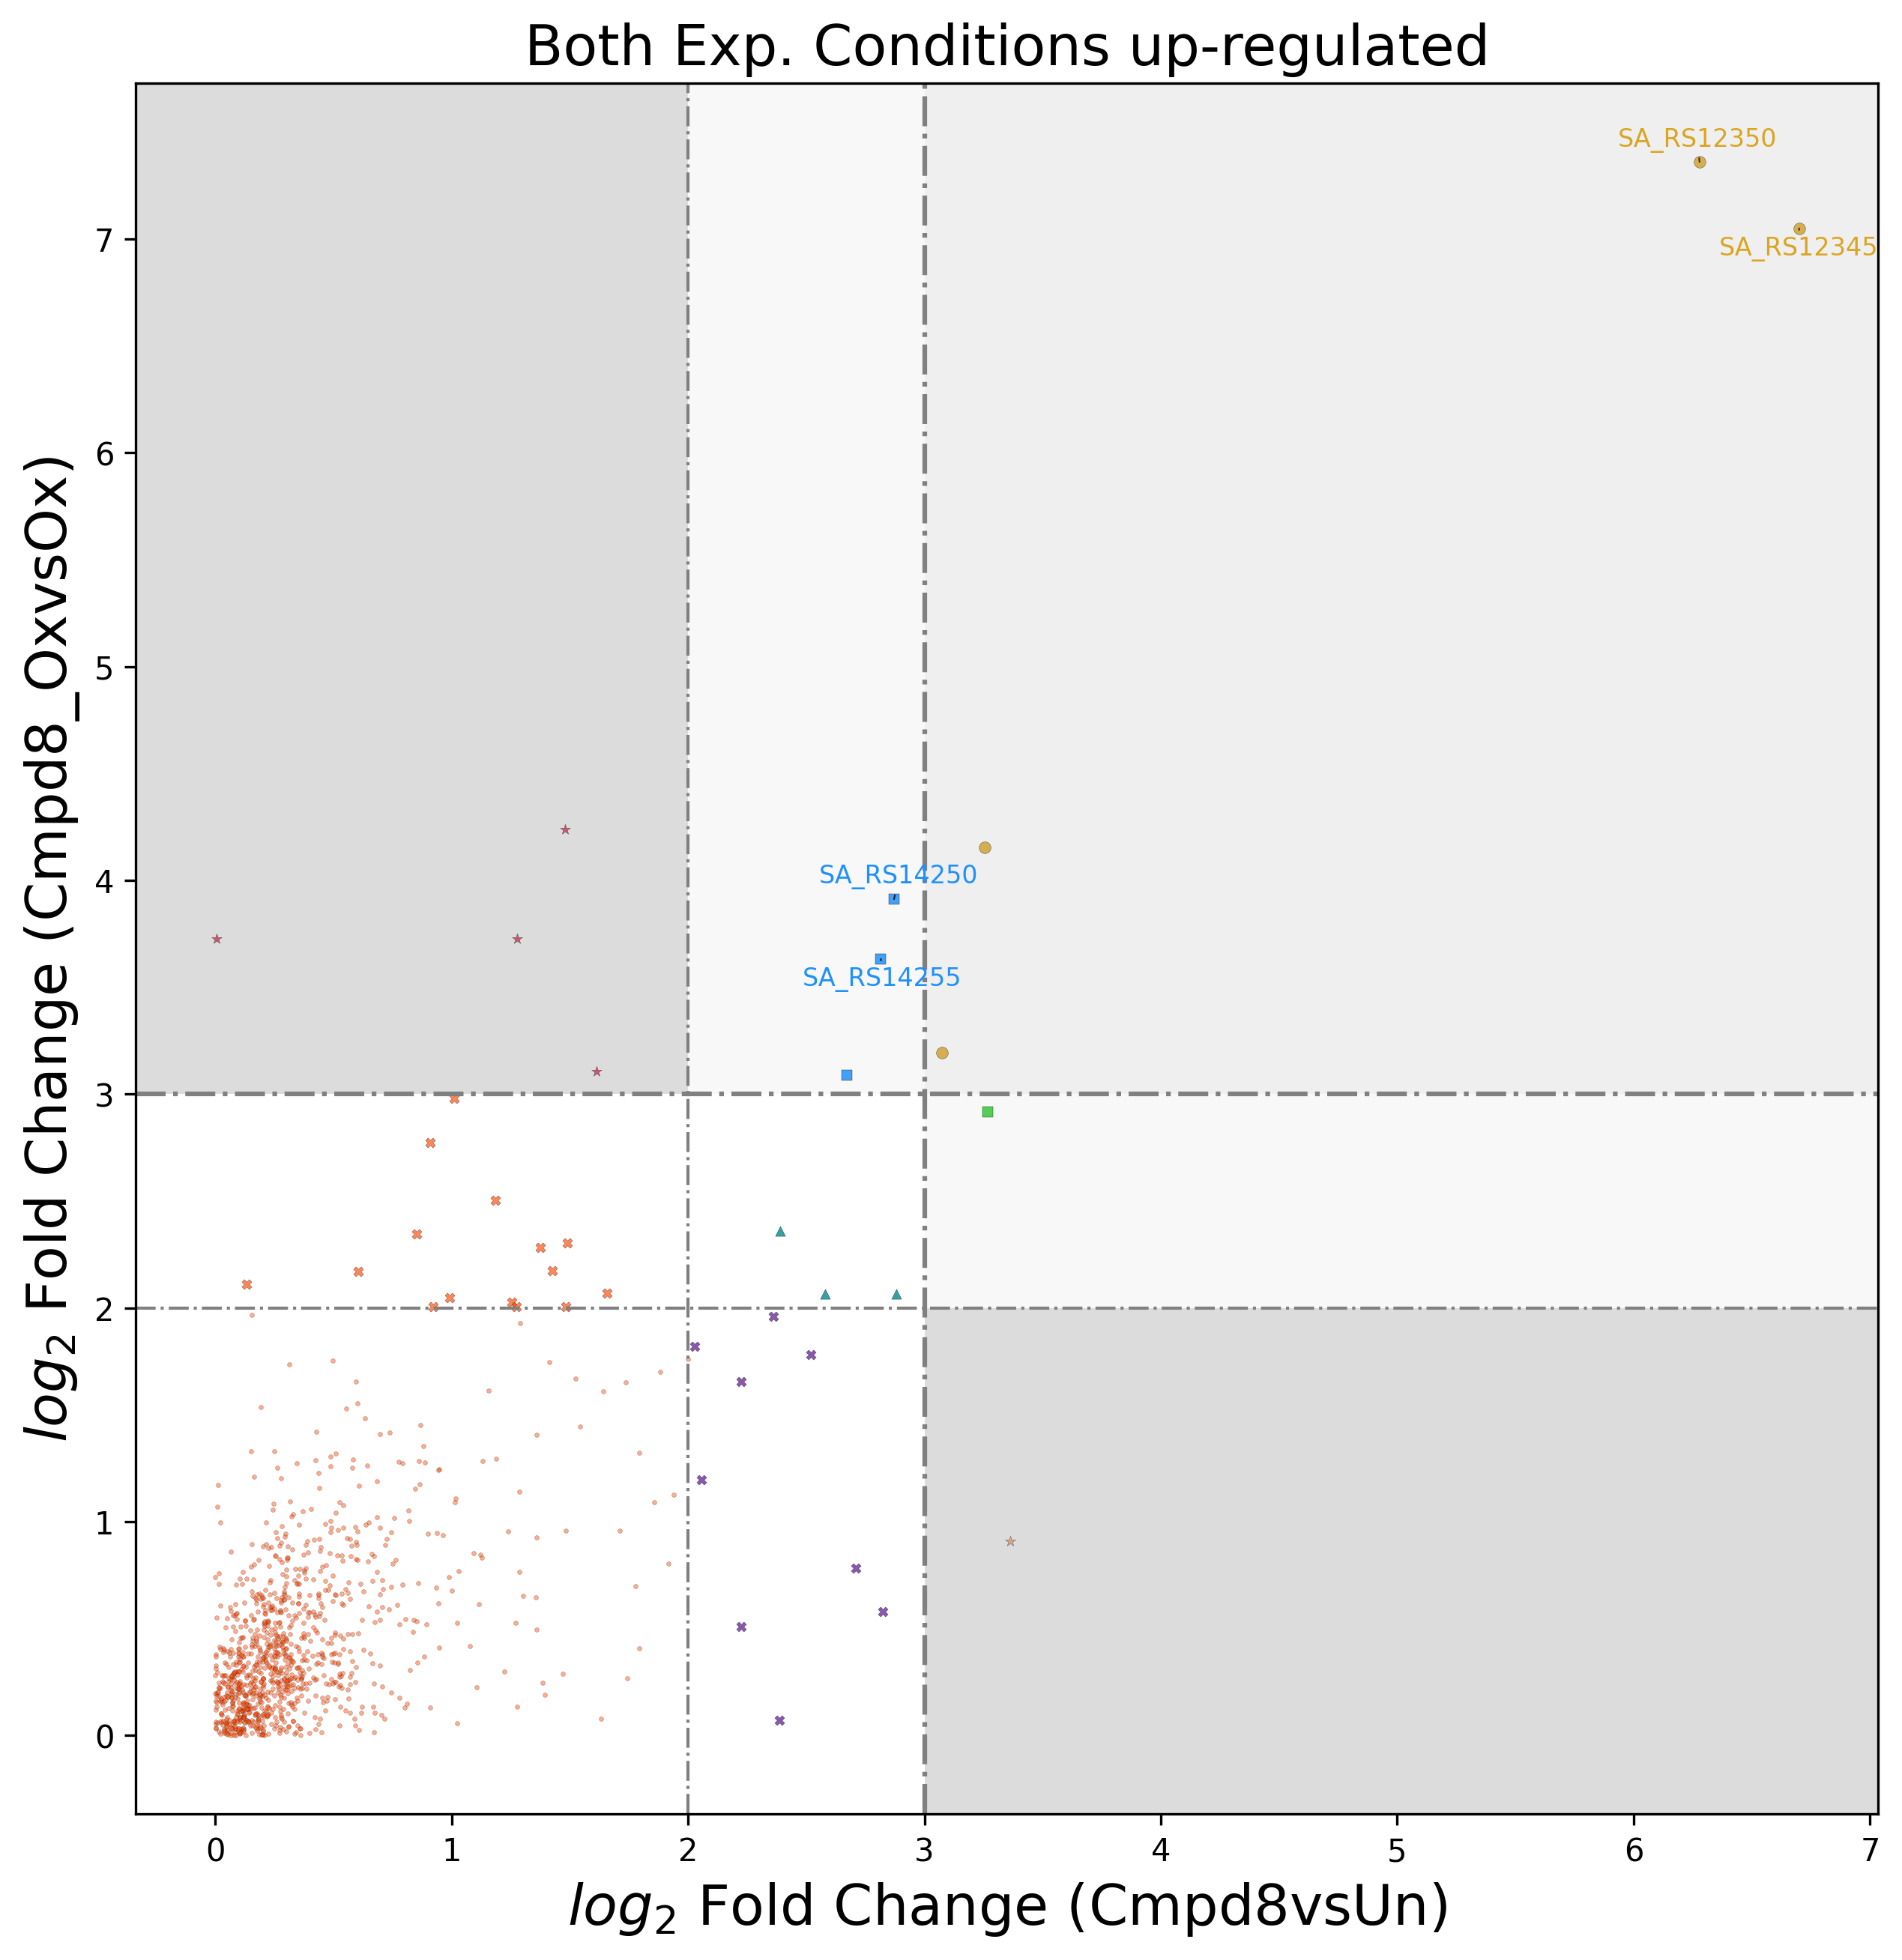 Both Exp. Conditions up-regulated
log2 Fold Change (Cmpd8_OxvsOx)
7
6
5
4
3
2
1
0
SA_RS12350
SA_RS12345
SA_RS14250
SA_RS14255
0 1 2 3 4 5 6 7
log2 Fold Change (Cmpd8vsUn)